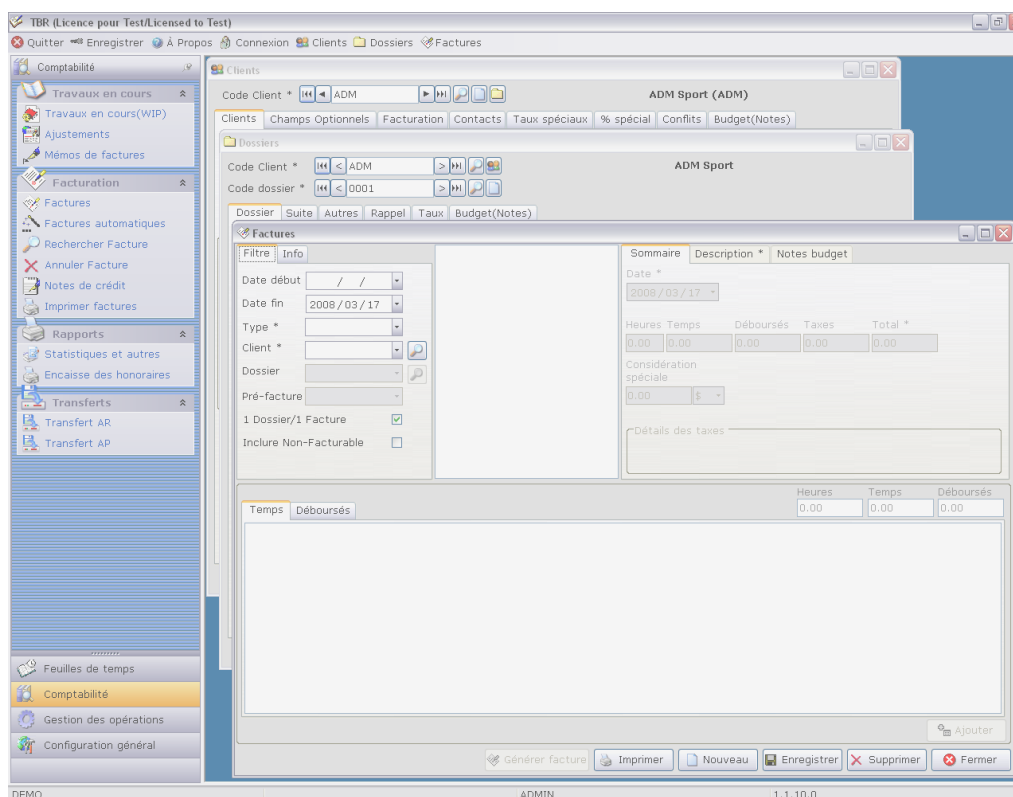 TBR (Licence pour Test/Licensed to Test)
Quitter Enregistrer À Propos Connexion Clients Dossiers Factures
Comptabilité
Travaux en cours
Travaux en cours(WIP)
Ajustements
Mémos de factures
Facturation
Factures
Factures automatiques
Rechercher Facture
Annuler Facture
Notes de crédit
Imprimer factures
Rapports
Statistiques et autres
Encaisse des honoraires
Transferts
Transfert AR
Transfert AP
Feuilles de temps
Comptabilité
Gestion des opérations
Configuration général
Clients
Code Client * ADM ADM Sport (ADM)
Clients Champs Optionnels Facturation Contacts Taux spéciaux % spécial Conflits Budget(Notes)
Dossiers
Code Client * < ADM > ADM Sport
Code dossier * < 0001 >
Dossier Suite Autres Rappel Taux Budget(Notes)
Factures
Filtre Info
Date début / /
Date fin 2008/03/17
Type *
Client *
Dossier
Pré-facture
1 Dossier/1 Facture
Inclure Non-Facturable
Sommaire Description * Notes budget
Date *
2008/03/17
Heures Temps Déboursés Taxes Total *
0.00 0.00 0.00 0.00 0.00
Considération
spéciale
0.00 $
Détails des taxes
Heures Temps Déboursés
0.00 0.00 0.00
Temps Déboursés
Ajouter
Générer facture Imprimer Nouveau Enregistrer Supprimer Fermer
DEMO ADMIN 1.1.10.0